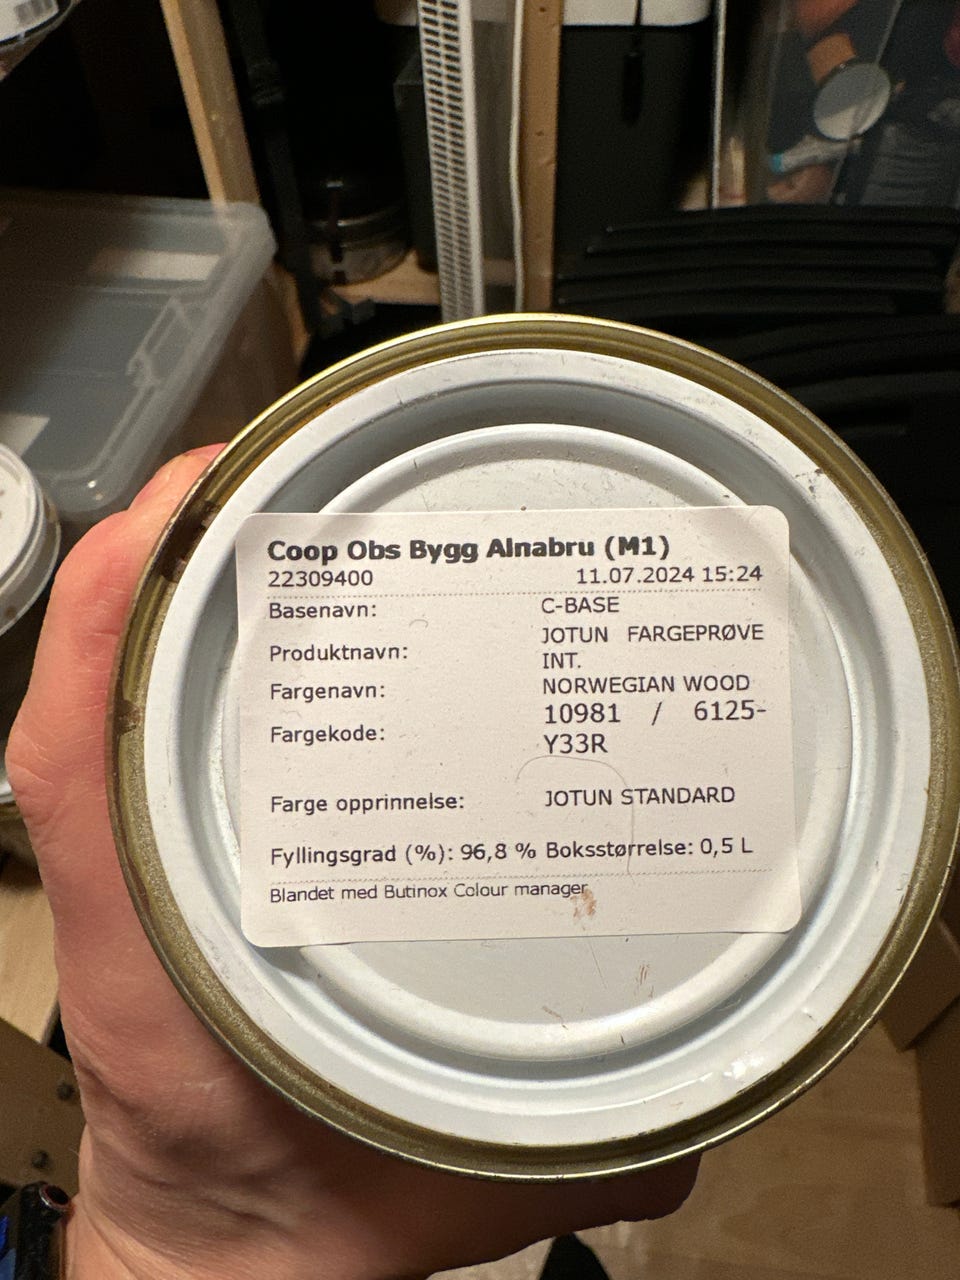 Coop Obs Bygg Alnabru (M1)
22309400 11.07.2024 15:24
Basenavn: C-BASE
Produktnavn: JOTUN FARGEPRØVE
INT.
Fargenavn: NORWEGIAN WOOD
Fargekode: 10981 / 6125-
Y33R
Farge opprinnelse: JOTUN STANDARD
Fyllingsgrad (%): 96,8 % Boksstørrelse: 0,5 L
Blandet med Butinox Colour manager